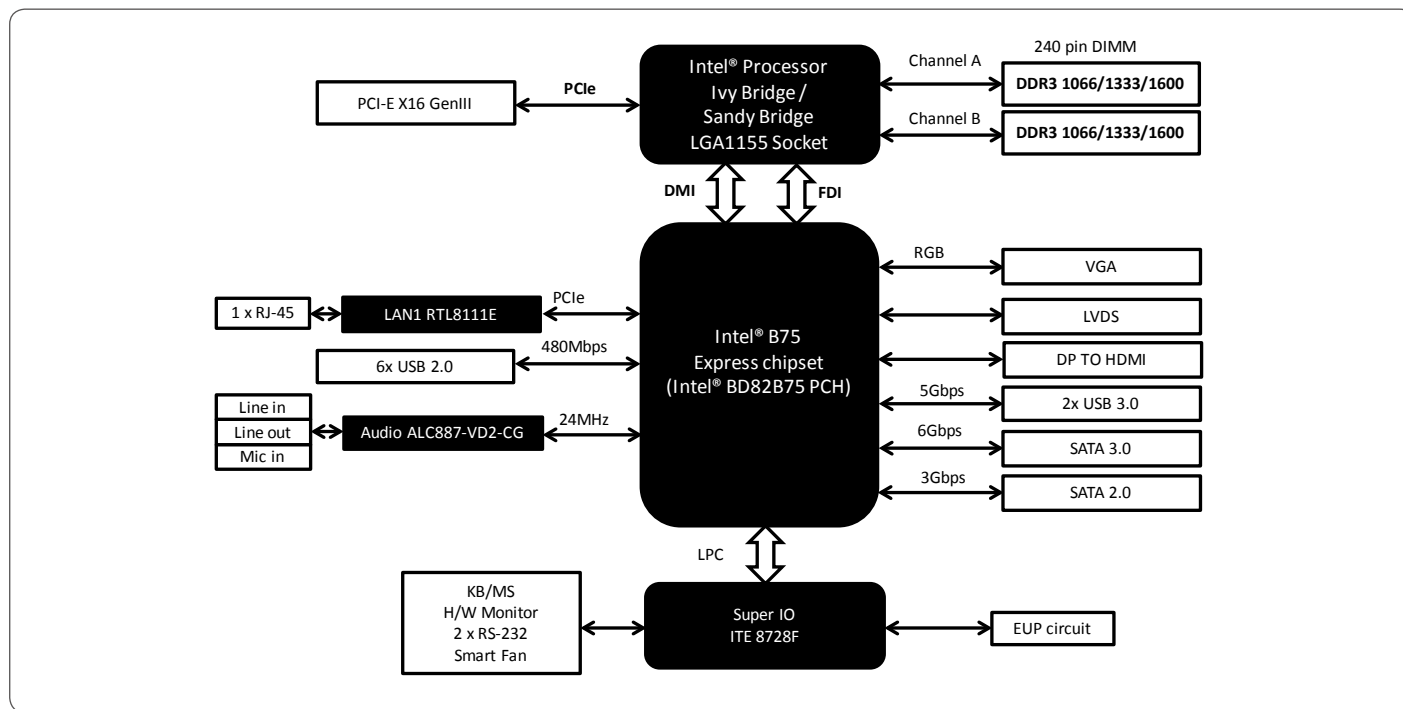 240 pin DIMM
Intel® Processor
Ivy Bridge /
Sandy Bridge
LGA1155 Socket
PCI-E X16 GenIII
PCIe
Channel A
DDR3 1066/1333/1600
Channel B
DDR3 1066/1333/1600
DMI
FDI
Intel® B75
Express chipset
(Intel® BD82B75 PCH)
1 x RJ-45
LAN1 RTL8111E
PCIe
6x USB 2.0
480Mbps
Line in
Line out
Mic in
Audio ALC887-VD2-CG
24MHz
RGB
VGA
LVDS
DP TO HDMI
5Gbps
2x USB 3.0
6Gbps
SATA 3.0
3Gbps
SATA 2.0
LPC
KB/MS
H/W Monitor
2 x RS-232
Smart Fan
Super IO
ITE 8728F
EUP circuit